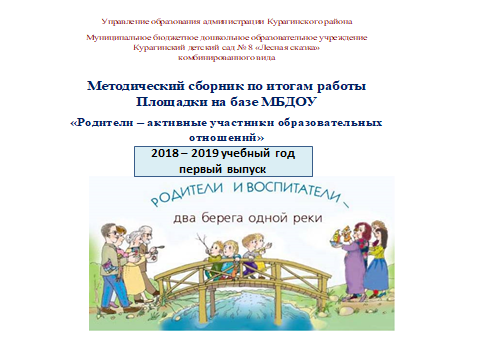 Управление образования администрации Курагинского района
Муниципальное бюджетное дошкольное образовательное учреждение
Курагинский детский сад № 8 «Лесная сказка»
комбинированного вида
Методический сборник по итогам работы
Площадки на базе МБДОУ
«Родители – активные участники образовательных
отношений»
2018 – 2019 учебный год
первый выпуск
РОДИТЕЛИ И ВОСПИТАТЕЛИ –
два берега одной реки